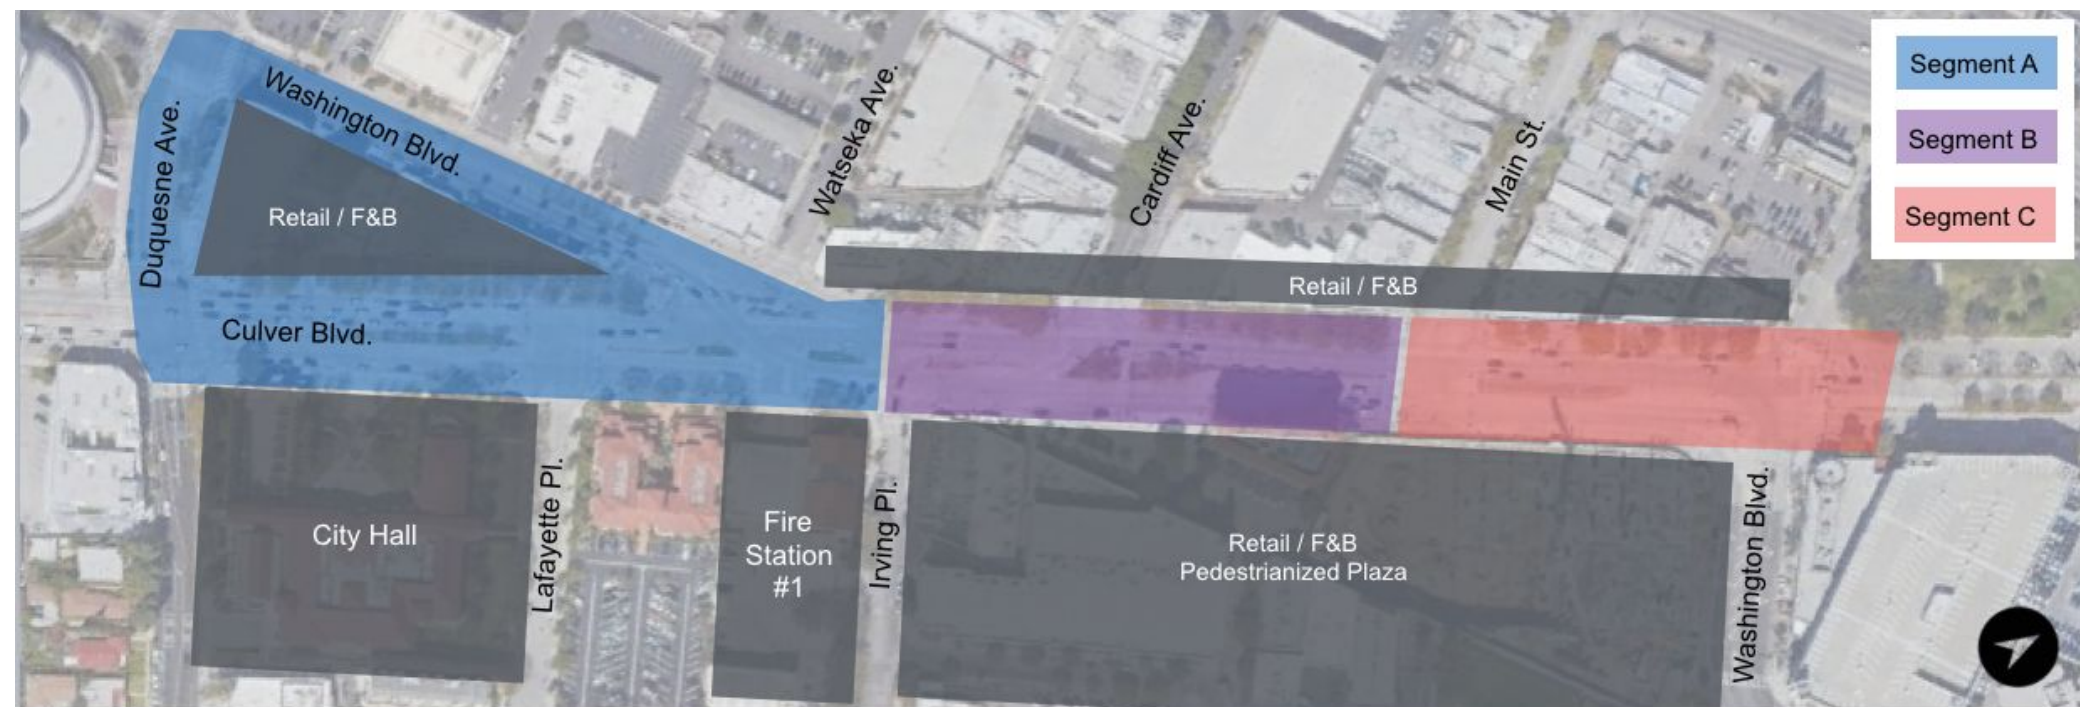 Segment A
Segment B
Segment C
Washington Blvd.
Duquesne Ave.
Watseka Ave.
Cardiff Ave.
Main St.
Retail / F&B
Retail / F&B
Culver Blvd.
City Hall
Lafayette Pl.
Fire
Station
#1
Irving Pl.
Retail / F&B
Pedestrianized Plaza
Washington Blvd.